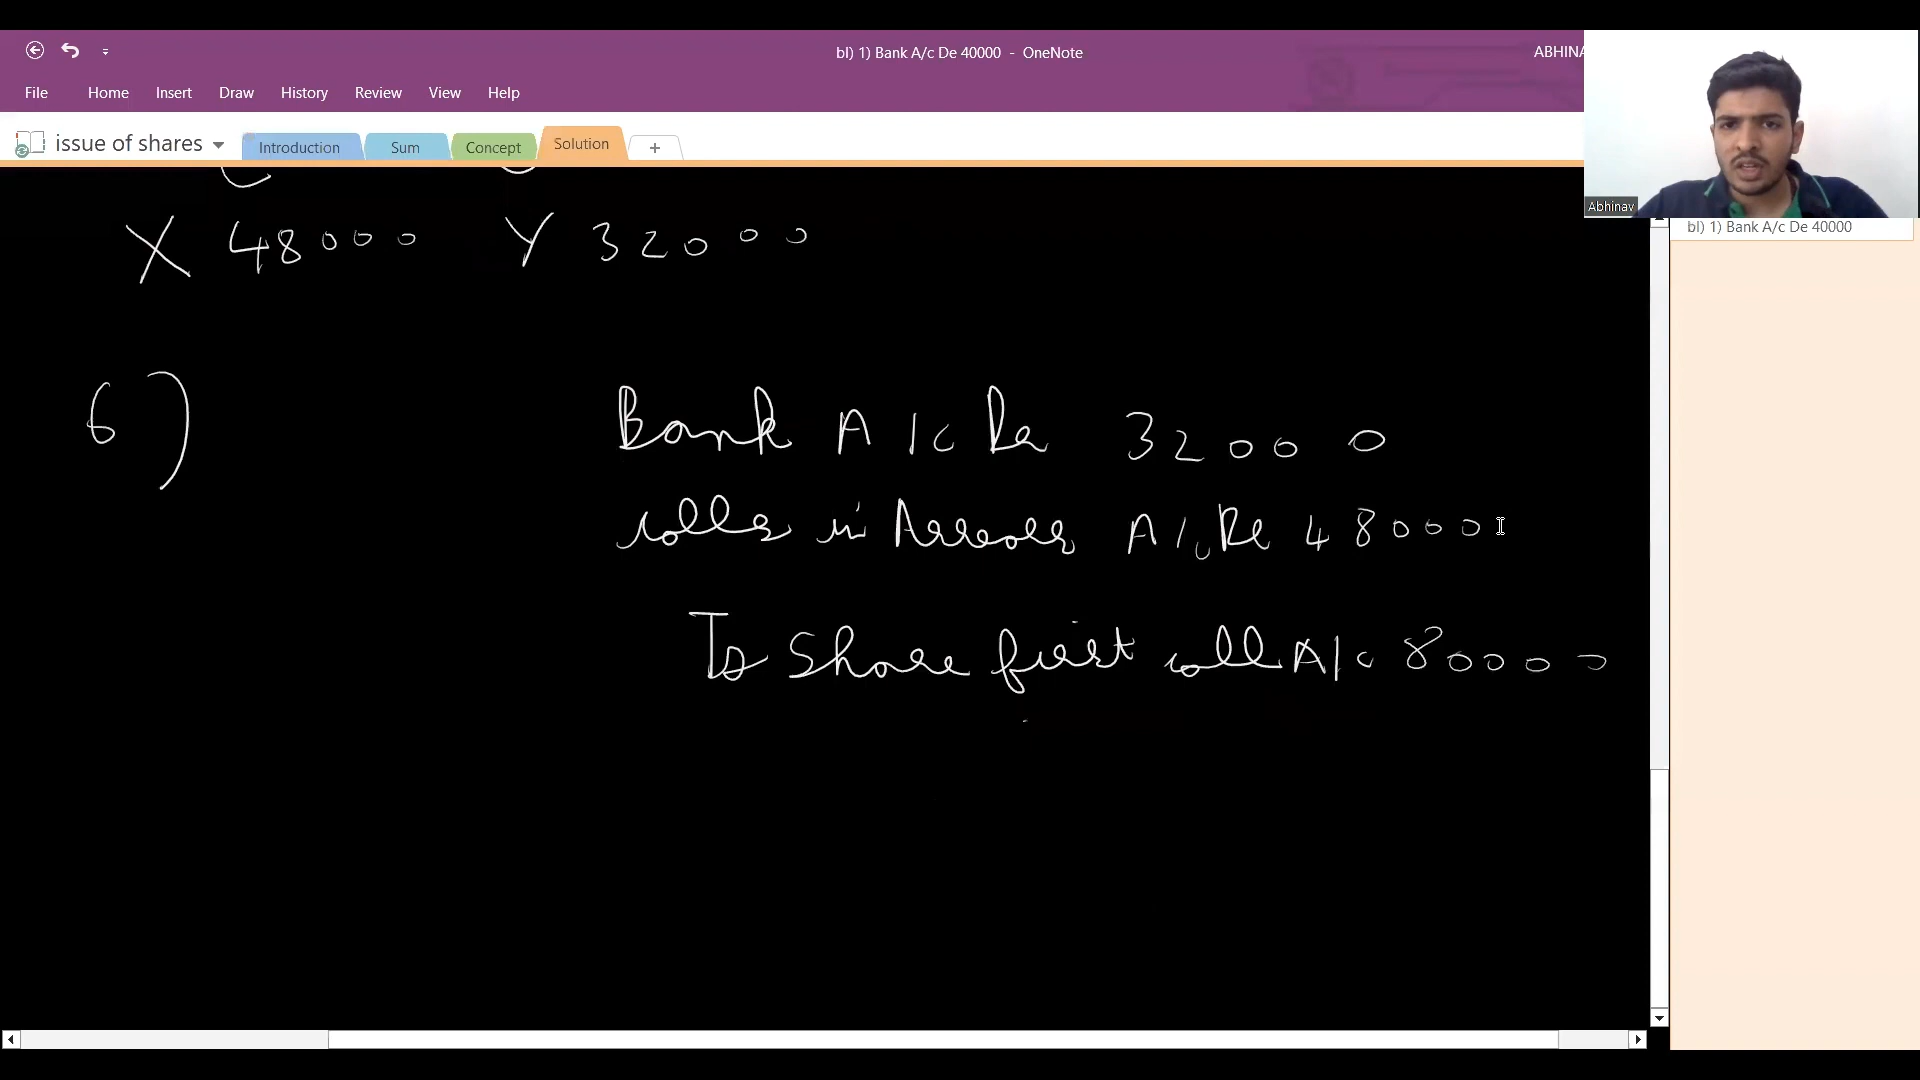 bl) 1) Bank A/c De 40000 - OneNote
ABHINA
File Home Insert Draw History Review View Help
issue of shares Introduction Sum Concept Solution +
Abhinav
bl) 1) Bank A/c De 40000
X 48000 Y 32000
6) Bank A/c De 32000
calls in Arrears A/c De 48000
To Share first call A/c 80000